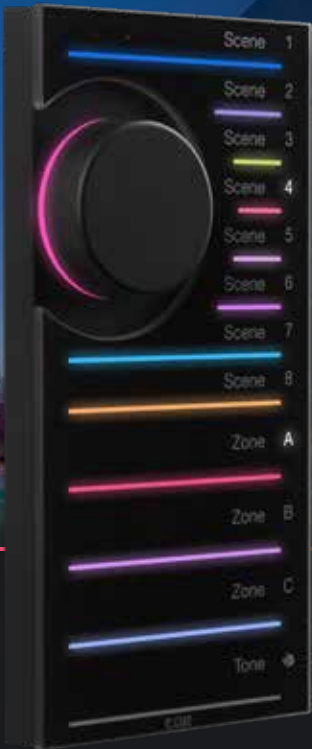 Scene 1
Scene 2
Scene 3
Scene 4
Scene 5
Scene 6
Scene 7
Scene 8
Zone A
Zone B
Zone C
Tone
e:cue